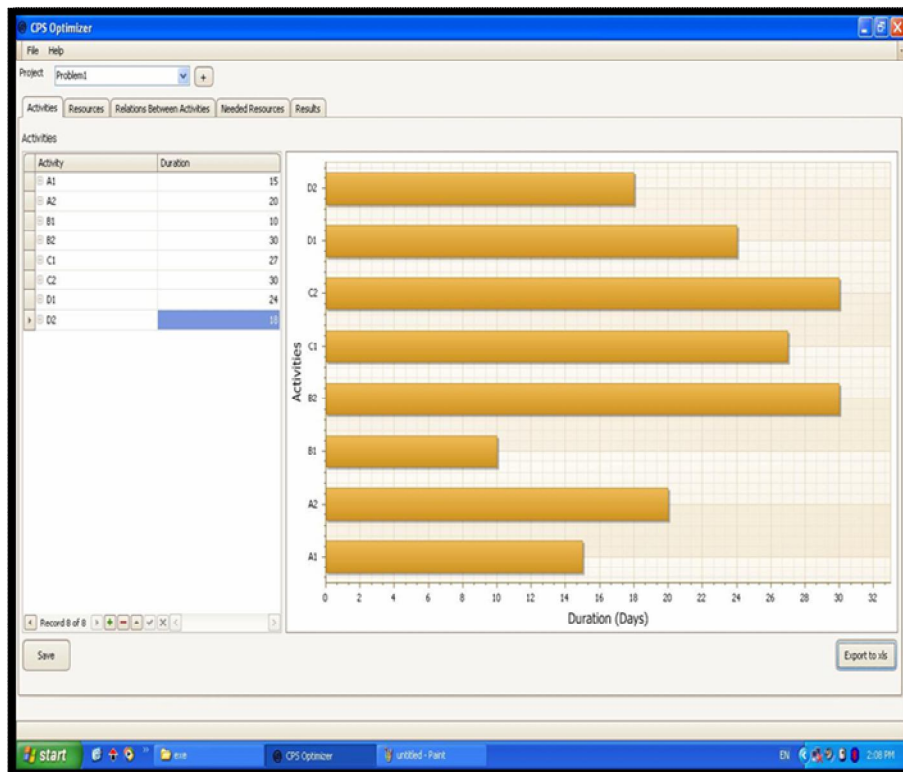 CPS Optimizer
File Help
Project Problem1 +
Activities Resources Relations Between Activities Needed Resources Results
Activities
Activity Duration
A1 15
A2 20
B1 10
B2 30
C1 27
C2 30
D1 24
D2 18
D2
D1
C2
C1
B2
B1
A2
A1
Activities
0 2 4 6 8 10 12 14 16 18 20 22 24 26 28 30 32
Duration (Days)
Record 8 of 8
Save
Export to xls
start exe CPS Optimizer untitled - Paint EN 2:08 PM